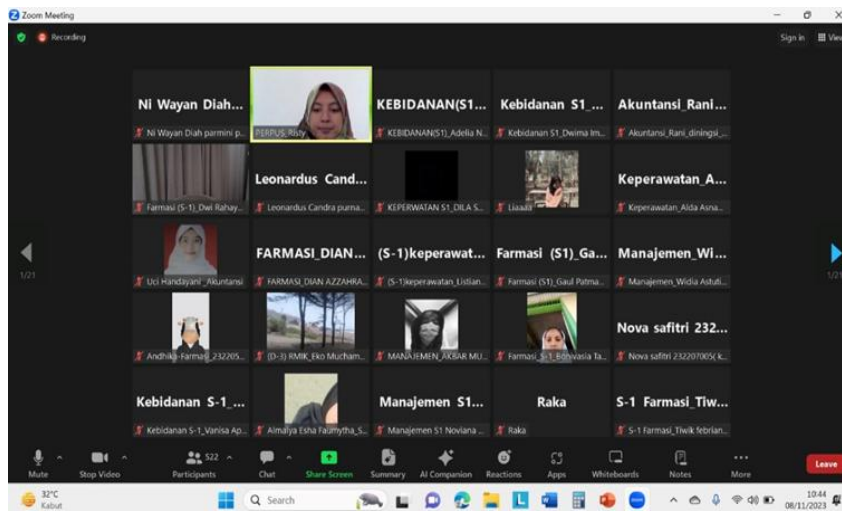 Zoom Meeting
Recording
Sign in View
Ni Wayan Diah...
Ni Wayan Diah parmini p...
PERPUS_Risty
KEBIDANAN(S1...
KEBIDANAN(S1)_Adelia N...
Kebidanan S1_...
Kebidanan S1_Dwima Im...
Akuntansi_Rani...
Akuntansi_Rani_diningsi_...
Farmasi (S-1)_Dwi Rahay...
Leonardus Cand...
Leonardus Candra purna...
KEPERWATAN S1_DILA S...
Liaaaa
Keperawatan_A...
Keperawatan_Alda Asna...
1/21
1/21
Uci Handayani _Akuntansi
FARMASI_DIAN...
FARMASI_DIAN AZZAHRA...
(S-1)keperawat...
(S-1)keperawatan_Listian...
Farmasi (S1)_Ga...
Farmasi (S1)_Gaul Patma...
Manajemen_Wi...
Manajemen_Widia Astuti...
Andhika-Farmasi_232205...
(D-3) RMIK_Eko Mucham...
MANAJEMEN_AKBAR MU...
Farmasi_S-1_Bonivasia Ta...
Nova safitri 232...
Nova safitri 232207005( k...
Kebidanan S-1_...
Kebidanan S-1_Vanisa Ap...
Almalya Esha Faumytha_S...
Manajemen S1...
Manajemen S1 Noviana ...
Raka
Raka
S-1 Farmasi_Tiw...
S-1 Farmasi_Tiwik febrian...
522
Mute Stop Video Participants Chat Share Screen Summary AI Companion Reactions Apps Whiteboards Notes More Leave
32°C
Kabut
Search
10:44
08/11/2023